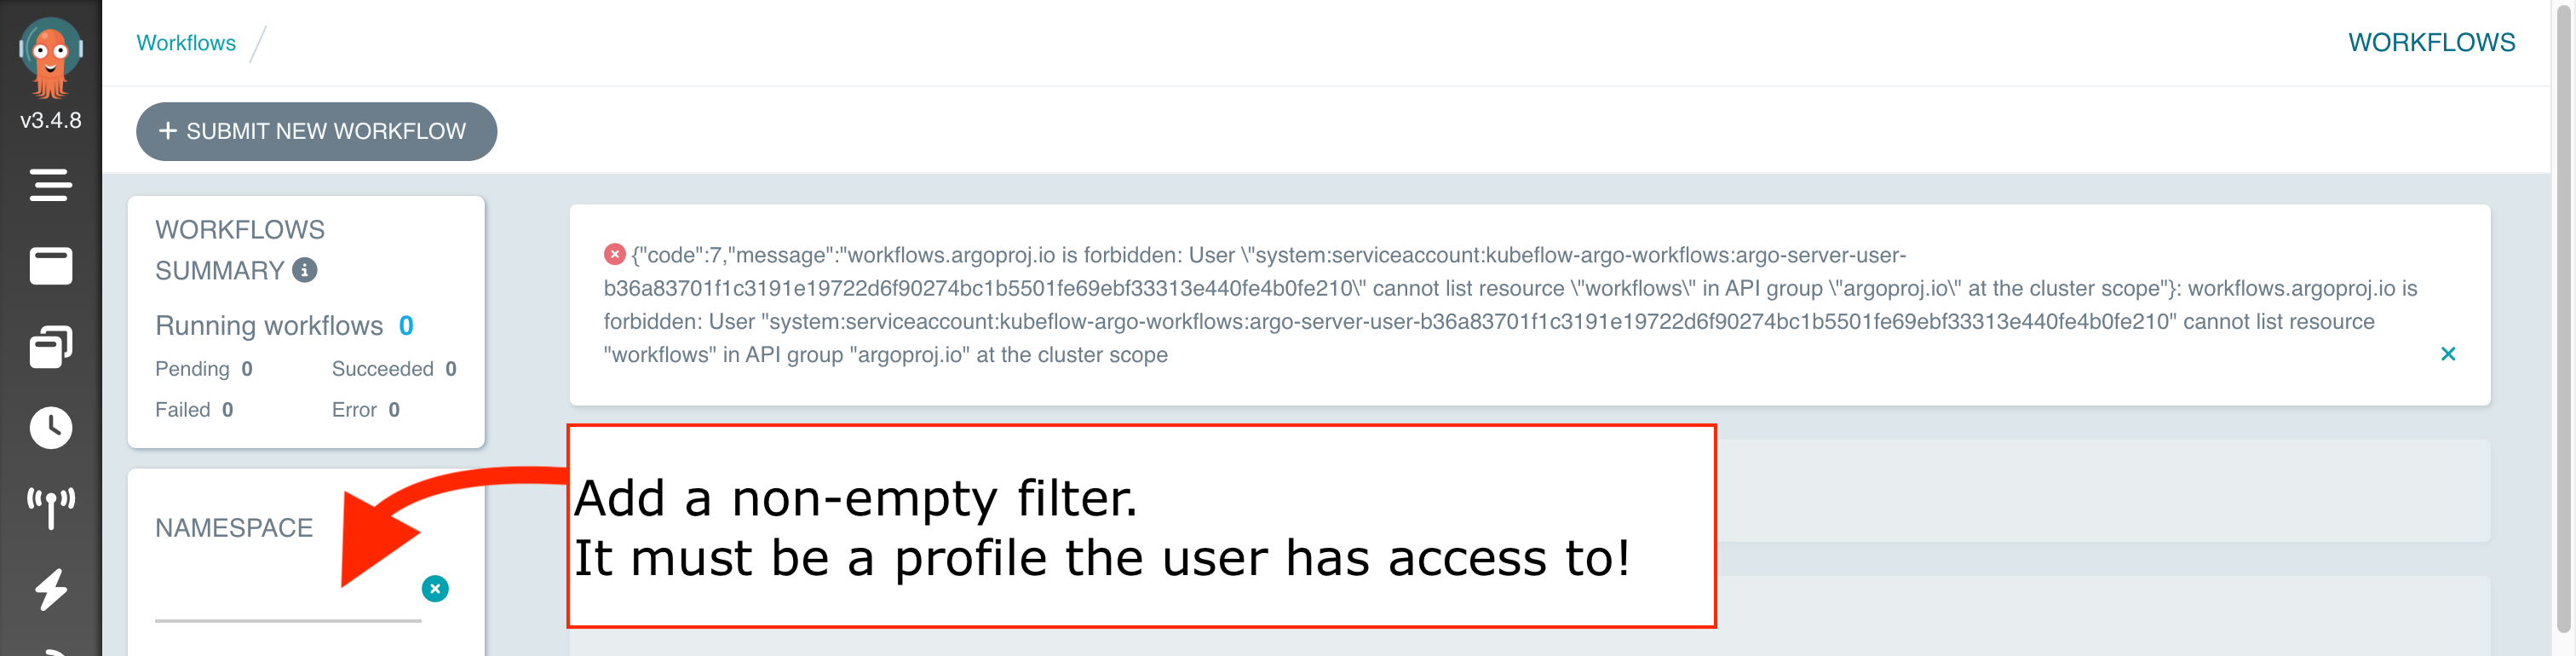 v3.4.8
Workflows
WORKFLOWS
+ SUBMIT NEW WORKFLOW
WORKFLOWS
SUMMARY
Running workflows 0
Pending 0 Succeeded 0
Failed 0 Error 0
NAMESPACE
{"code":7,"message":"workflows.argoproj.io is forbidden: User \"system:serviceaccount:kubeflow-argo-workflows:argo-server-user-
b36a83701f1c3191e19722d6f90274bc1b5501fe69ebf33313e440fe4b0fe210\" cannot list resource \"workflows\" in API group \"argoproj.io\" at the cluster scope"}: workflows.argoproj.io is
forbidden: User "system:serviceaccount:kubeflow-argo-workflows:argo-server-user-b36a83701f1c3191e19722d6f90274bc1b5501fe69ebf33313e440fe4b0fe210" cannot list resource
"workflows" in API group "argoproj.io" at the cluster scope
Add a non-empty filter.
It must be a profile the user has access to!